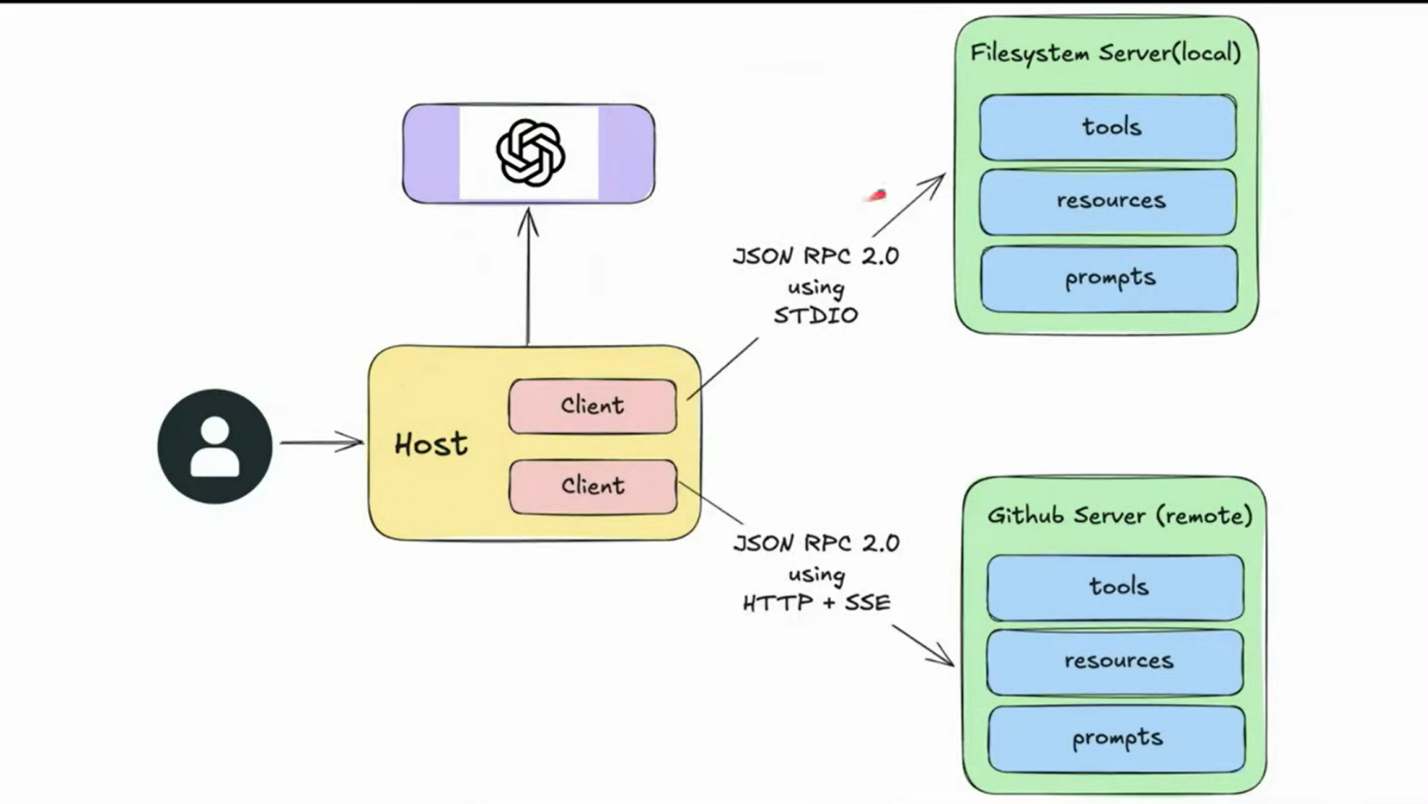 Filesystem Server(local)
tools
resources
prompts
JSON RPC 2.0
using
STDIO
Host
Client
Client
JSON RPC 2.0
using
HTTP + SSE
Github Server (remote)
tools
resources
prompts